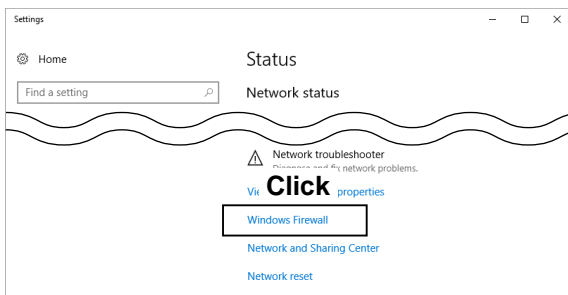 Settings
Home
Status
Find a setting
Network status
Network troubleshooter
network problems.
Click
properties
Windows Firewall
Network and Sharing Center
Network reset